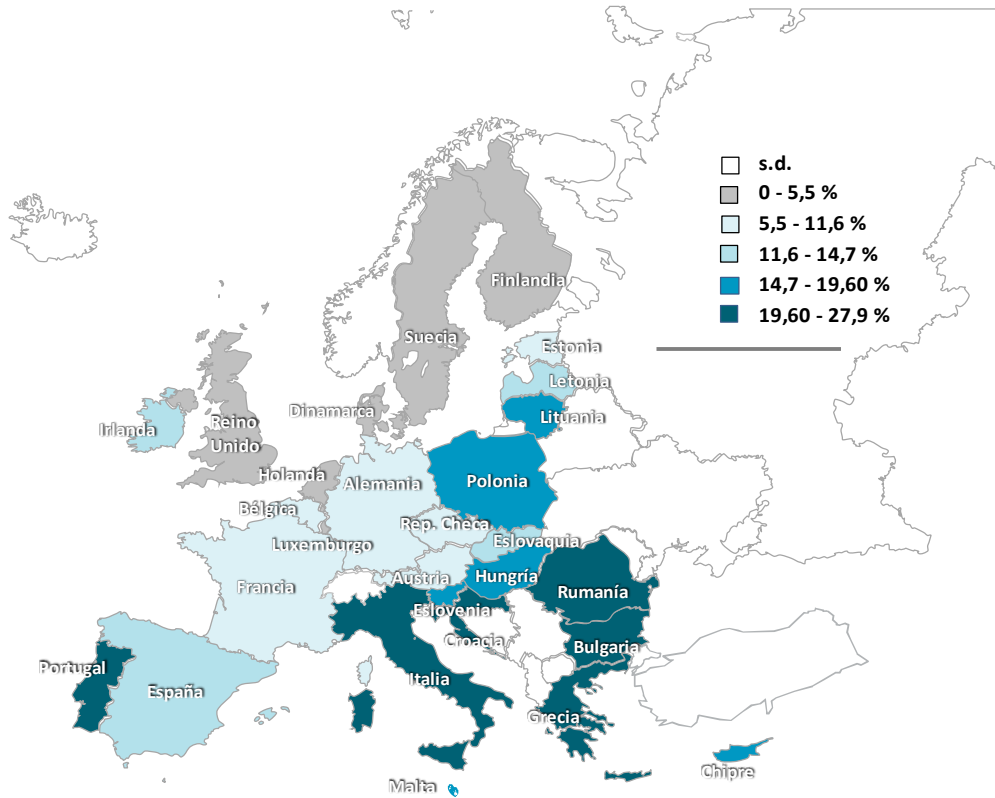 s.d.
0 - 5,5 %
5,5 - 11,6 %
11,6 - 14,7 %
14,7 - 19,60 %
19,60 - 27,9 %
Finlandia
Suecia
Estonia
Letonia
Dinamarca
Lituania
Irlanda
Reino
Unido
Holanda
Alemania
Polonia
Bélgica
Rep. Checa
Luxemburgo
Eslovaquia
Francia
Austria
Hungría
Rumanía
Eslovenia
Croacia
Bulgaria
Portugal
España
Italia
Grecia
Malta
Chipre